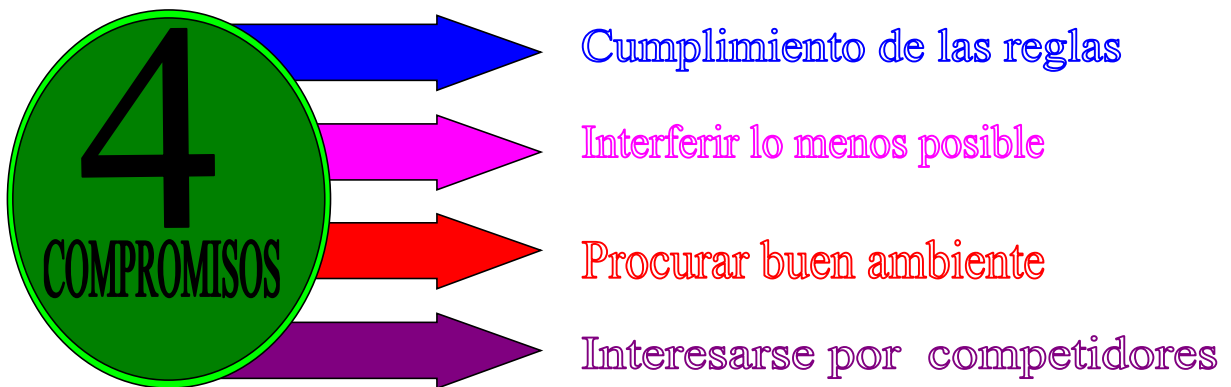 4
COMPROMISOS
Cumplimiento de las reglas
Interferir lo menos posible
Procurar buen ambiente
Interesarse por competidores